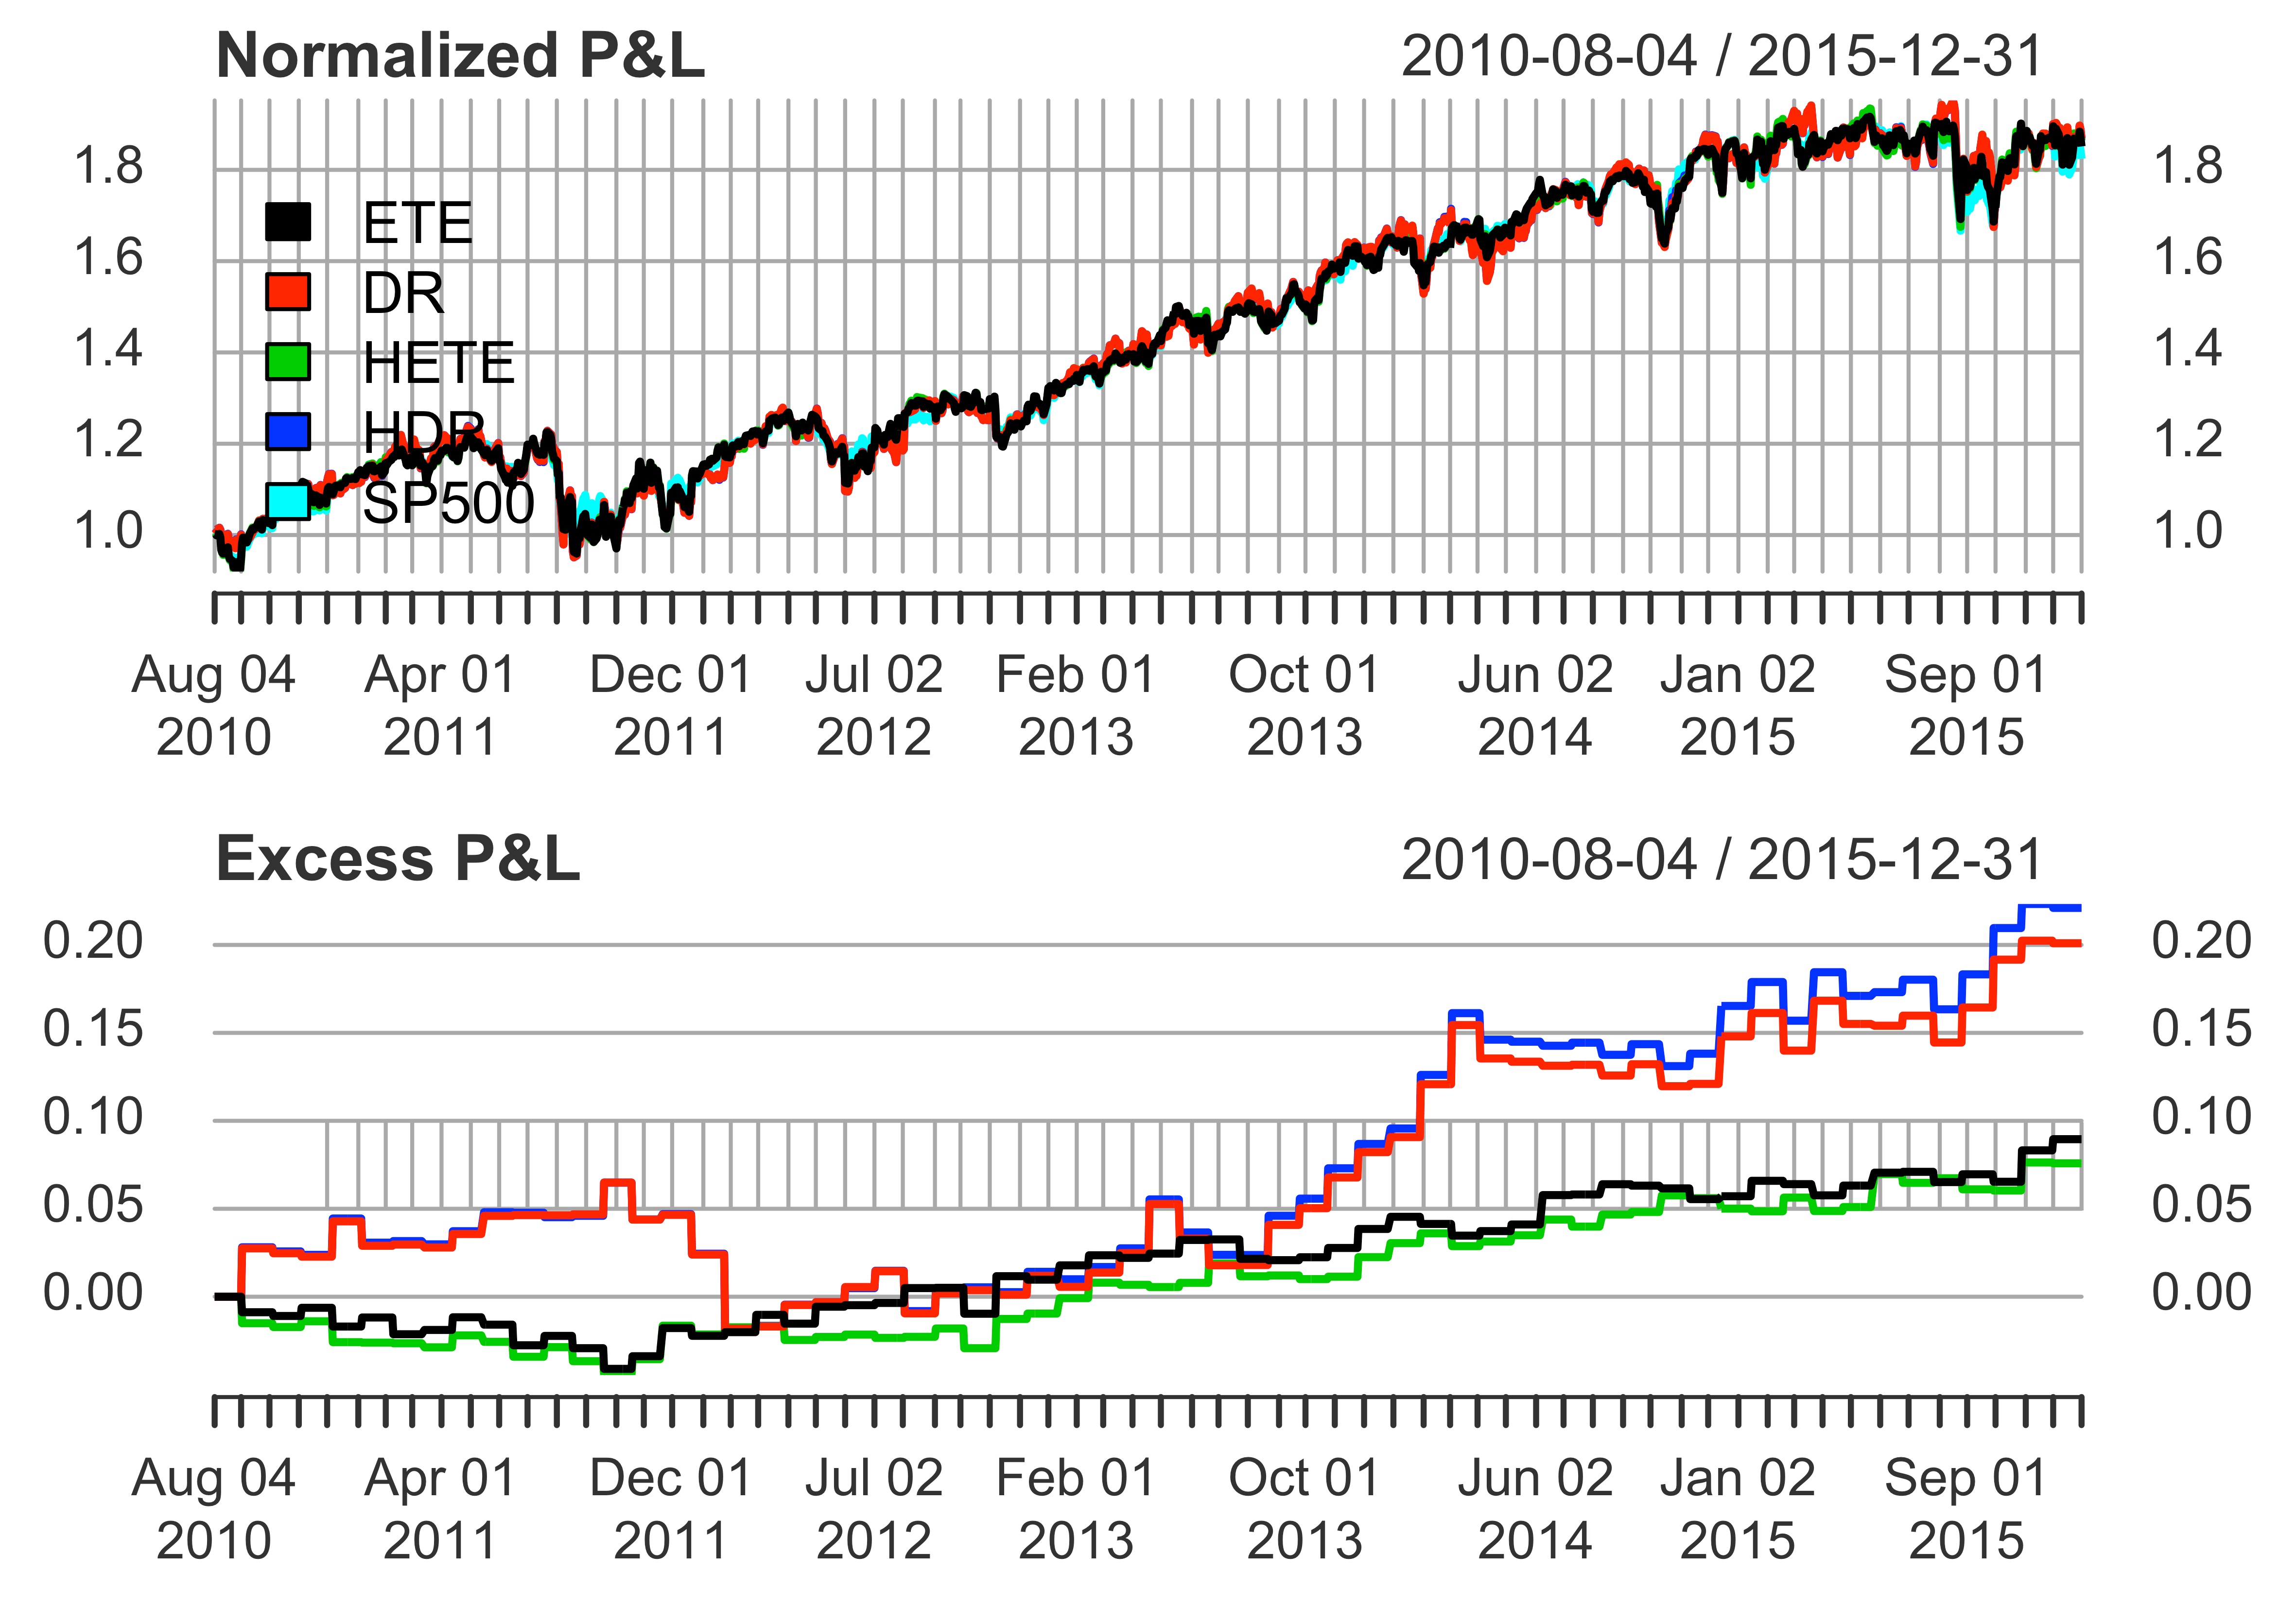 Normalized P&L 2010-08-04 / 2015-12-31
1.8 1.8
ETE
1.6 1.6
DR
1.4 1.4
HETE
1.2 1.2
HDR
SP500
1.0 1.0
Aug 04 Apr 01 Dec 01 Jul 02 Feb 01 Oct 01 Jun 02 Jan 02 Sep 01
2010 2011 2011 2012 2013 2013 2014 2015 2015
Excess P&L 2010-08-04 / 2015-12-31
0.20 0.20
0.15 0.15
0.10 0.10
0.05 0.05
0.00 0.00
Aug 04 Apr 01 Dec 01 Jul 02 Feb 01 Oct 01 Jun 02 Jan 02 Sep 01
2010 2011 2011 2012 2013 2013 2014 2015 2015